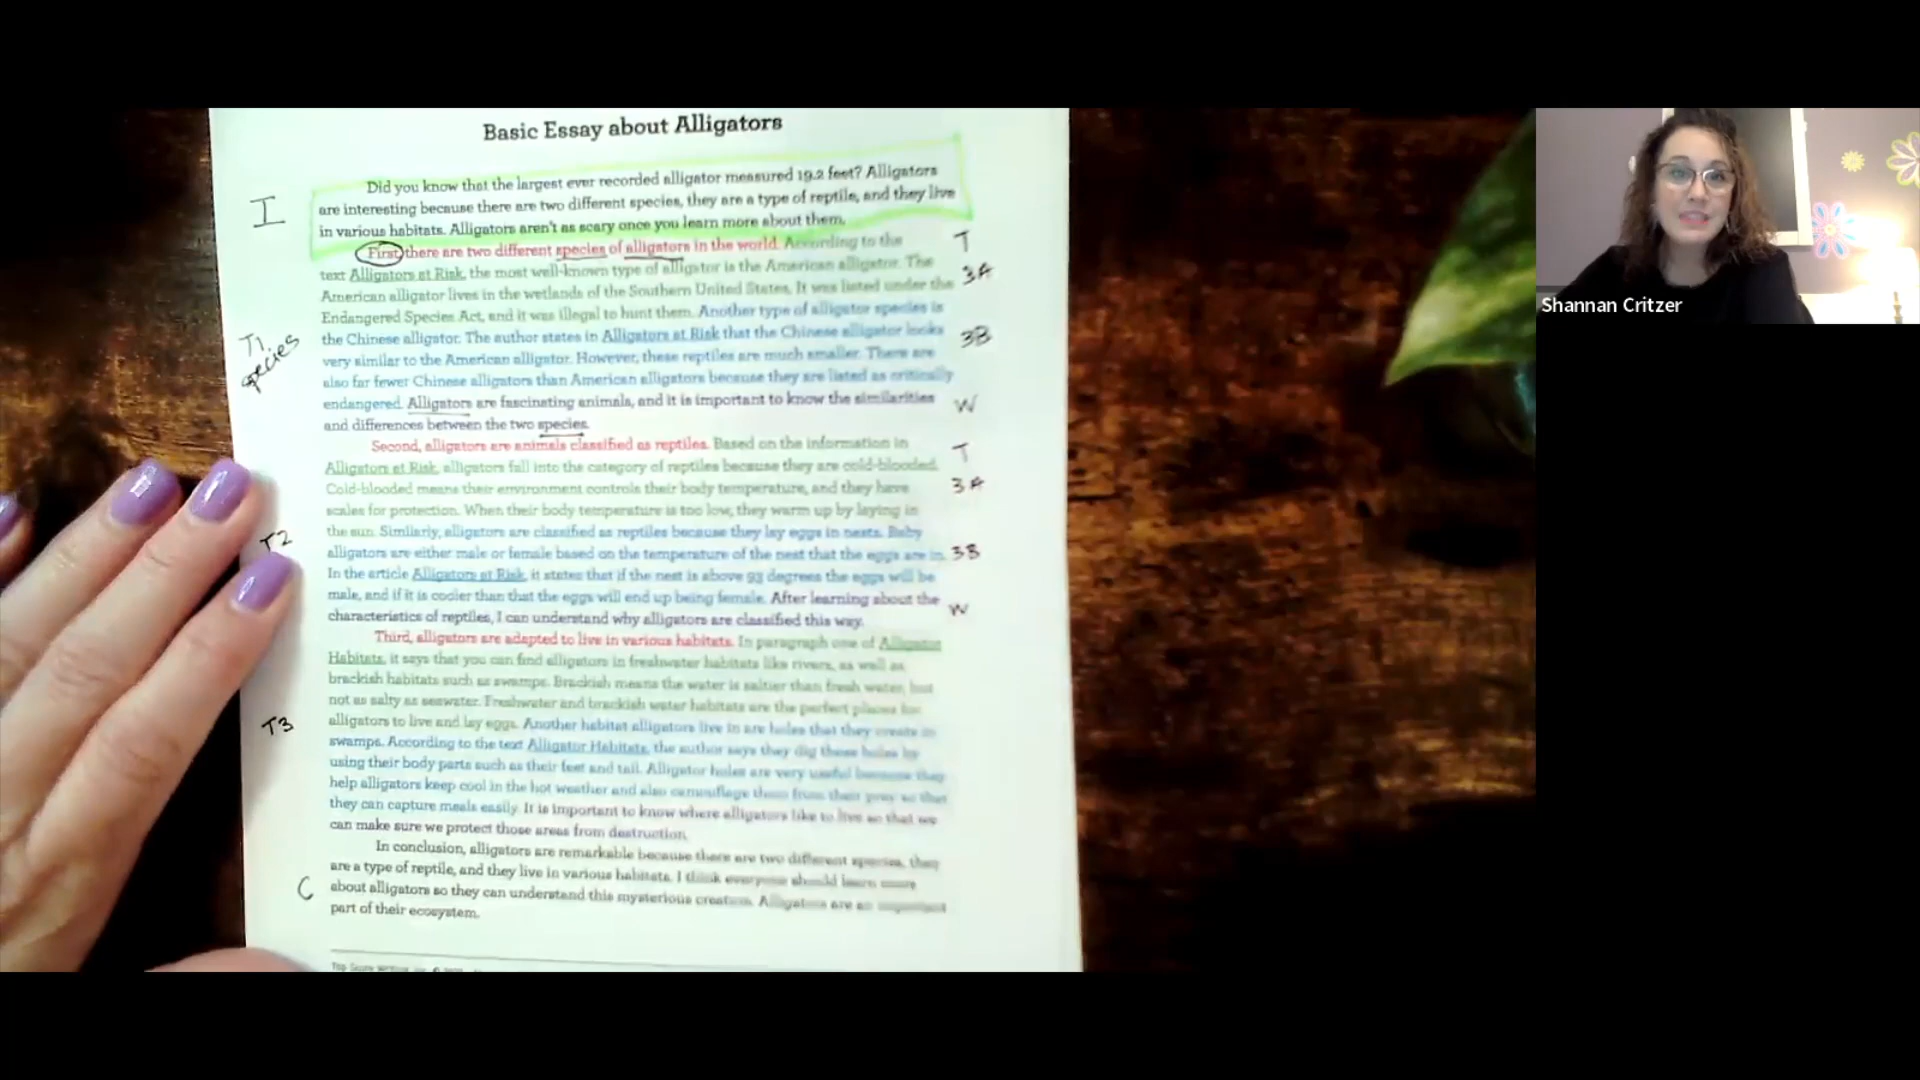 Basic Essay about Alligators
Did you know that the largest ever recorded alligator measured 19.2 feet? Alligators
are interesting because there are two different species, they are a type of reptile, and they live
in various habitats. Alligators aren't as scary once you learn more about them.
I
First, there are two different species of alligators in the world. According to the
T
text Alligators at Risk, the most well-known type of alligator is the American alligator. The
3A
American alligator lives in the wetlands of the Southern United States. It was listed under the
Endangered Species Act, and it was illegal to hunt them. Another type of alligator species is
the Chinese alligator. The author states in Alligators at Risk that the Chinese alligator looks
3B
T1
species
very similar to the American alligator. However, these reptiles are much smaller. There are
also far fewer Chinese alligators than American alligators because they are listed as critically
endangered. Alligators are fascinating animals, and it is important to know the similarities
W
and differences between the two species.
Second, alligators are animals classified as reptiles. Based on the information in
T
Alligators at Risk, alligators fall into the category of reptiles because they are cold-blooded.
Cold-blooded means their environment controls their body temperature, and they have
3A
scales for protection. When their body temperature is too low, they warm up by laying in
the sun. Similarly, alligators are classified as reptiles because they lay eggs in nests. Baby
T2
alligators are either male or female based on the temperature of the nest that the eggs are in.
3B
In the article Alligators at Risk, it states that if the nest is above 93 degrees the eggs will be
male, and if it is cooler than that the eggs will end up being female. After learning about the
W
characteristics of reptiles, I can understand why alligators are classified this way.
Third, alligators are adapted to live in various habitats. In paragraph one of Alligator
Habitats, it says that you can find alligators in freshwater habitats like rivers, as well as
brackish habitats such as swamps. Brackish means the water is saltier than fresh water, but
not as salty as seawater. Freshwater and brackish water habitats are the perfect places for
alligators to live and lay eggs. Another habitat alligators live in are holes that they create in
T3
swamps. According to the text Alligator Habitats, the author says they dig these holes by
using their body parts such as their feet and tail. Alligator holes are very useful because they
help alligators keep cool in the hot weather and also camouflage them from their prey so that
they can capture meals easily. It is important to know where alligators like to live so that we
can make sure we protect those areas from destruction.
In conclusion, alligators are remarkable because there are two different species, they
are a type of reptile, and they live in various habitats. I think everyone should learn more
C
about alligators so they can understand this mysterious creature. Alligators are an important
part of their ecosystem.
Top Score Writing
Shannan Critzer